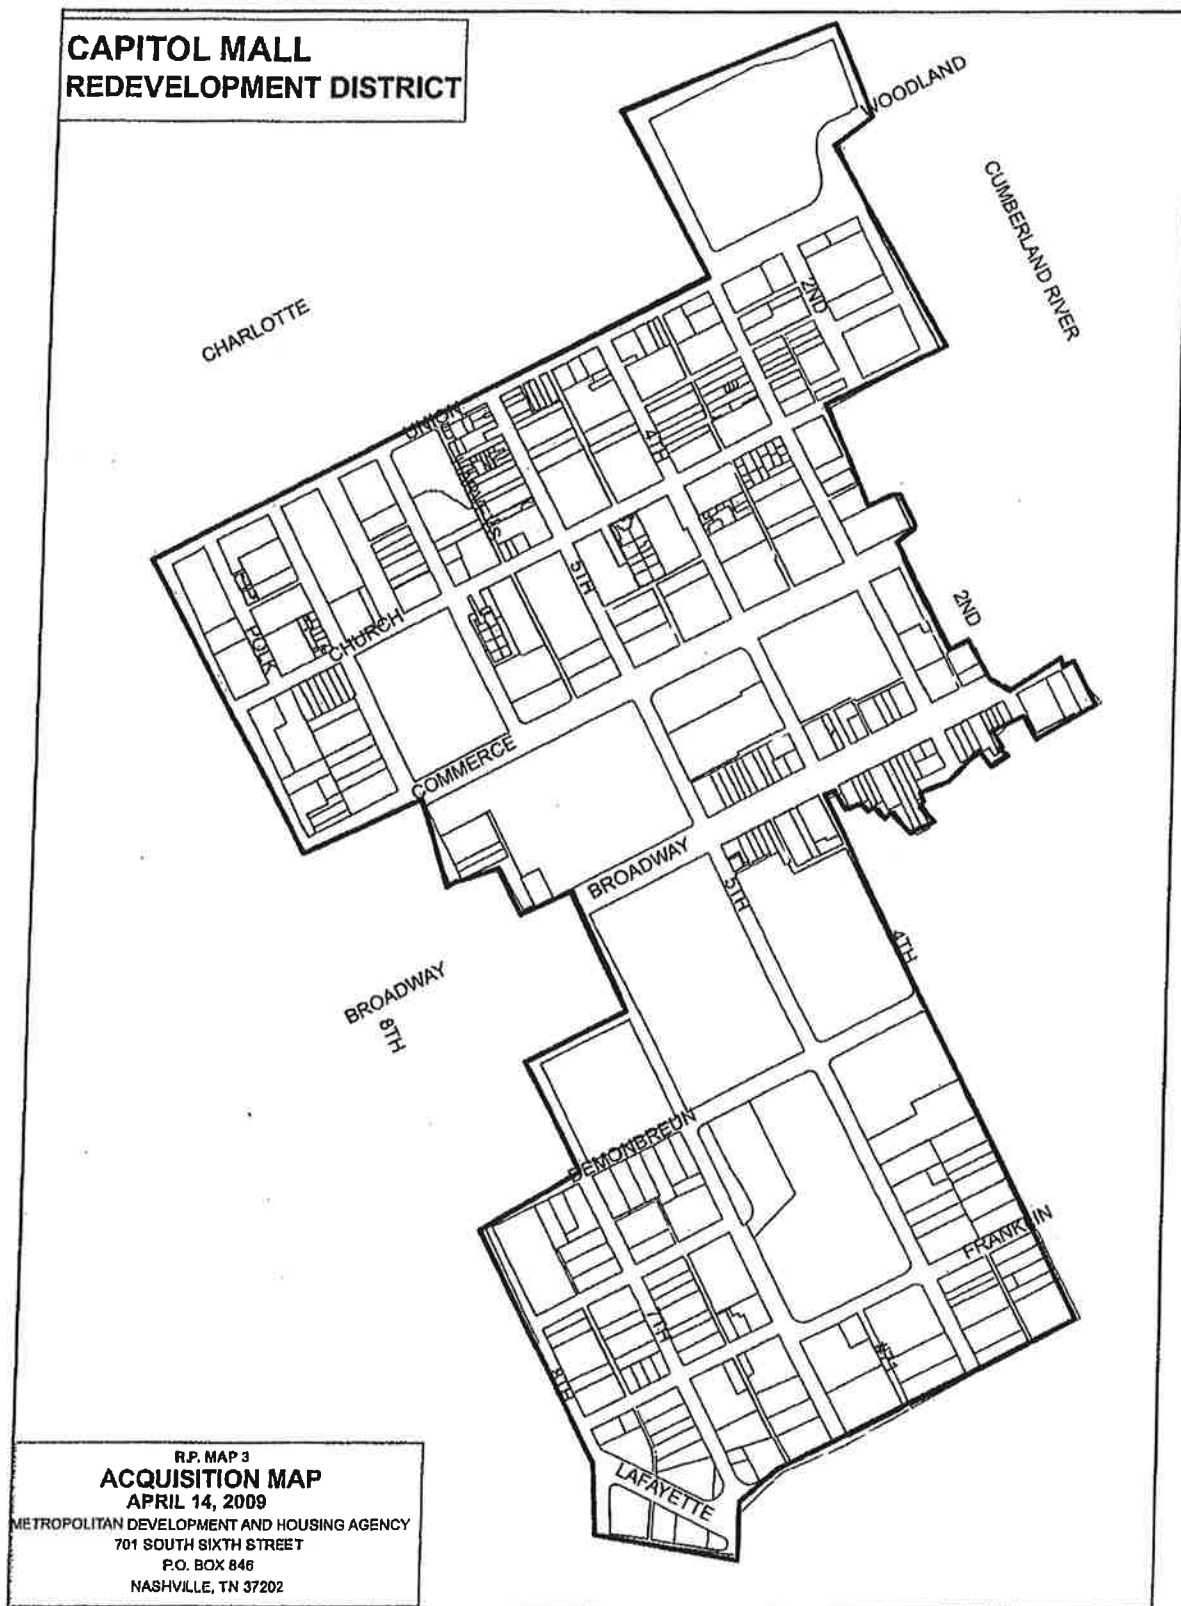 CAPITOL MALL
REDEVELOPMENT DISTRICT
WOODLAND
CUMBERLAND RIVER
CHARLOTTE
2ND
UNION
4TH
5TH
2ND
POLK
CHURCH
COMMERCE
BROADWAY
5TH
4TH
BROADWAY
8TH
DEMONBREUN
FRANKLIN
7TH
8TH
LAFAYETTE
R.P. MAP 3
ACQUISITION MAP
APRIL 14, 2009
METROPOLITAN DEVELOPMENT AND HOUSING AGENCY
701 SOUTH SIXTH STREET
P.O. BOX 846
NASHVILLE, TN 37202